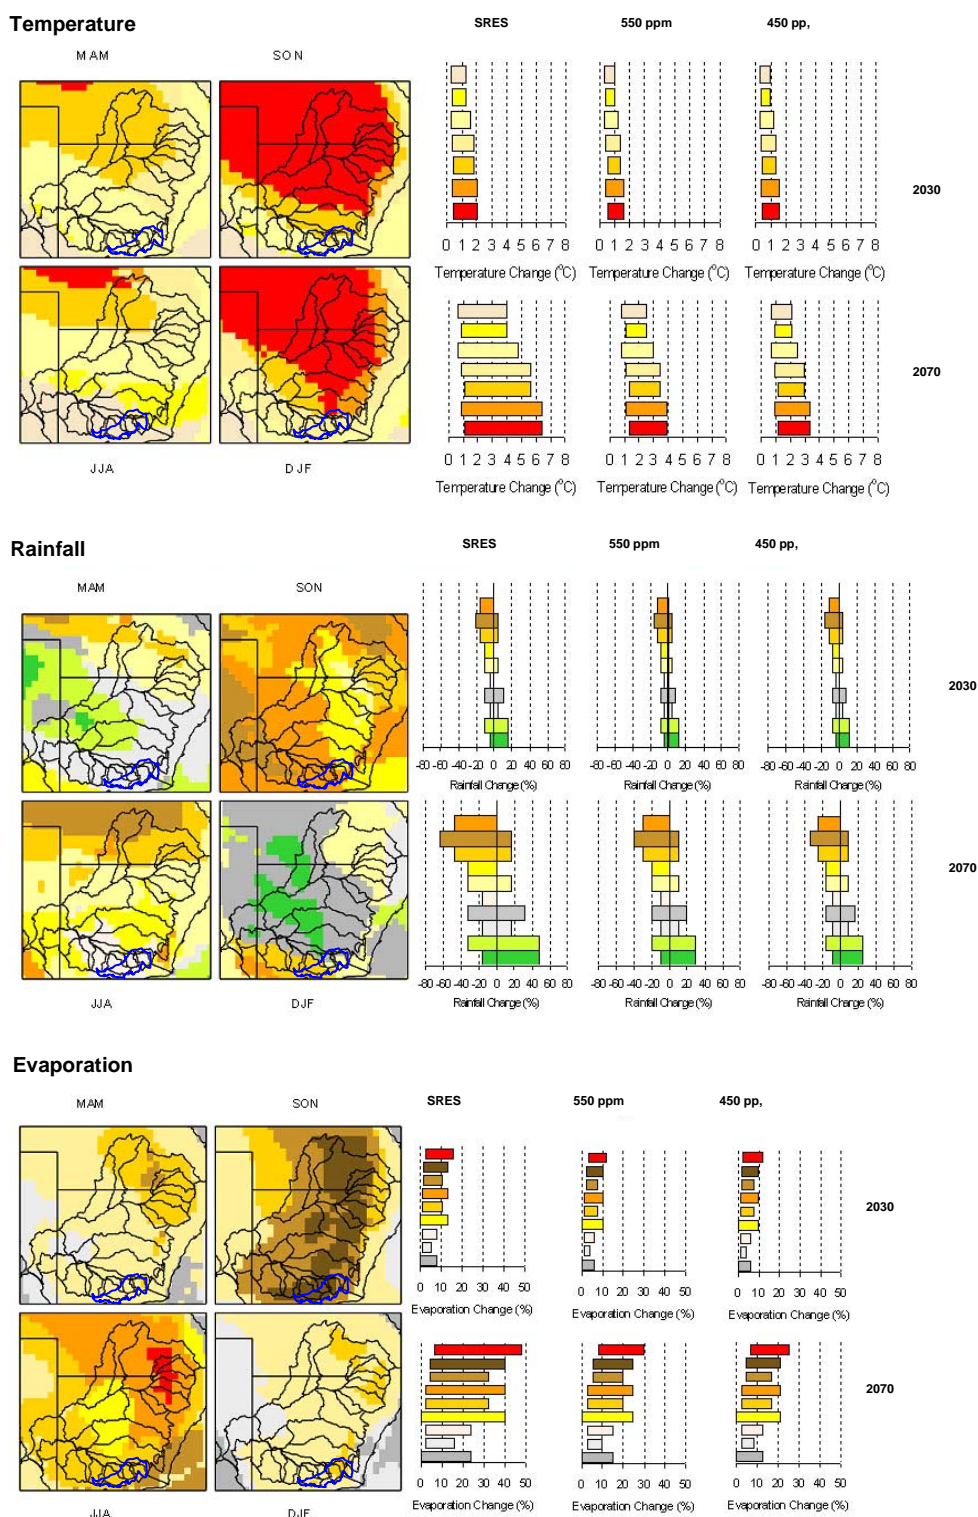 Temperature
SRES 550 ppm 450 pp,
MAM SON
0 1 2 3 4 5 6 7 8 0 1 2 3 4 5 6 7 8 0 1 2 3 4 5 6 7 8
2030
Temperature Change (°C) Temperature Change (°C) Temperature Change (°C)
2070
0 1 2 3 4 5 6 7 8 0 1 2 3 4 5 6 7 8 0 1 2 3 4 5 6 7 8
JJA DJF
Temperature Change (°C) Temperature Change (°C) Temperature Change (°C)
Rainfall
SRES 550 ppm 450 pp,
MAM SON
2030
-80 -60 -40 -20 0 20 40 60 80 -80 -60 -40 -20 0 20 40 60 80 -80 -60 -40 -20 0 20 40 60 80
Rainfall Change (%) Rainfall Change (%) Rainfall Change (%)
2070
-80 -60 -40 -20 0 20 40 60 80 -80 -60 -40 -20 0 20 40 60 80 -80 -60 -40 -20 0 20 40 60 80
JJA DJF
Rainfall Change (%) Rainfall Change (%) Rainfall Change (%)
Evaporation
SRES 550 ppm 450 pp,
MAM SON
2030
0 10 20 30 40 50 0 10 20 30 40 50 0 10 20 30 40 50
Evaporation Change (%) Evaporation Change (%) Evaporation Change (%)
2070
0 10 20 30 40 50 0 10 20 30 40 50 0 10 20 30 40 50
Evaporation Change (%) Evaporation Change (%) Evaporation Change (%)
JJA DJF